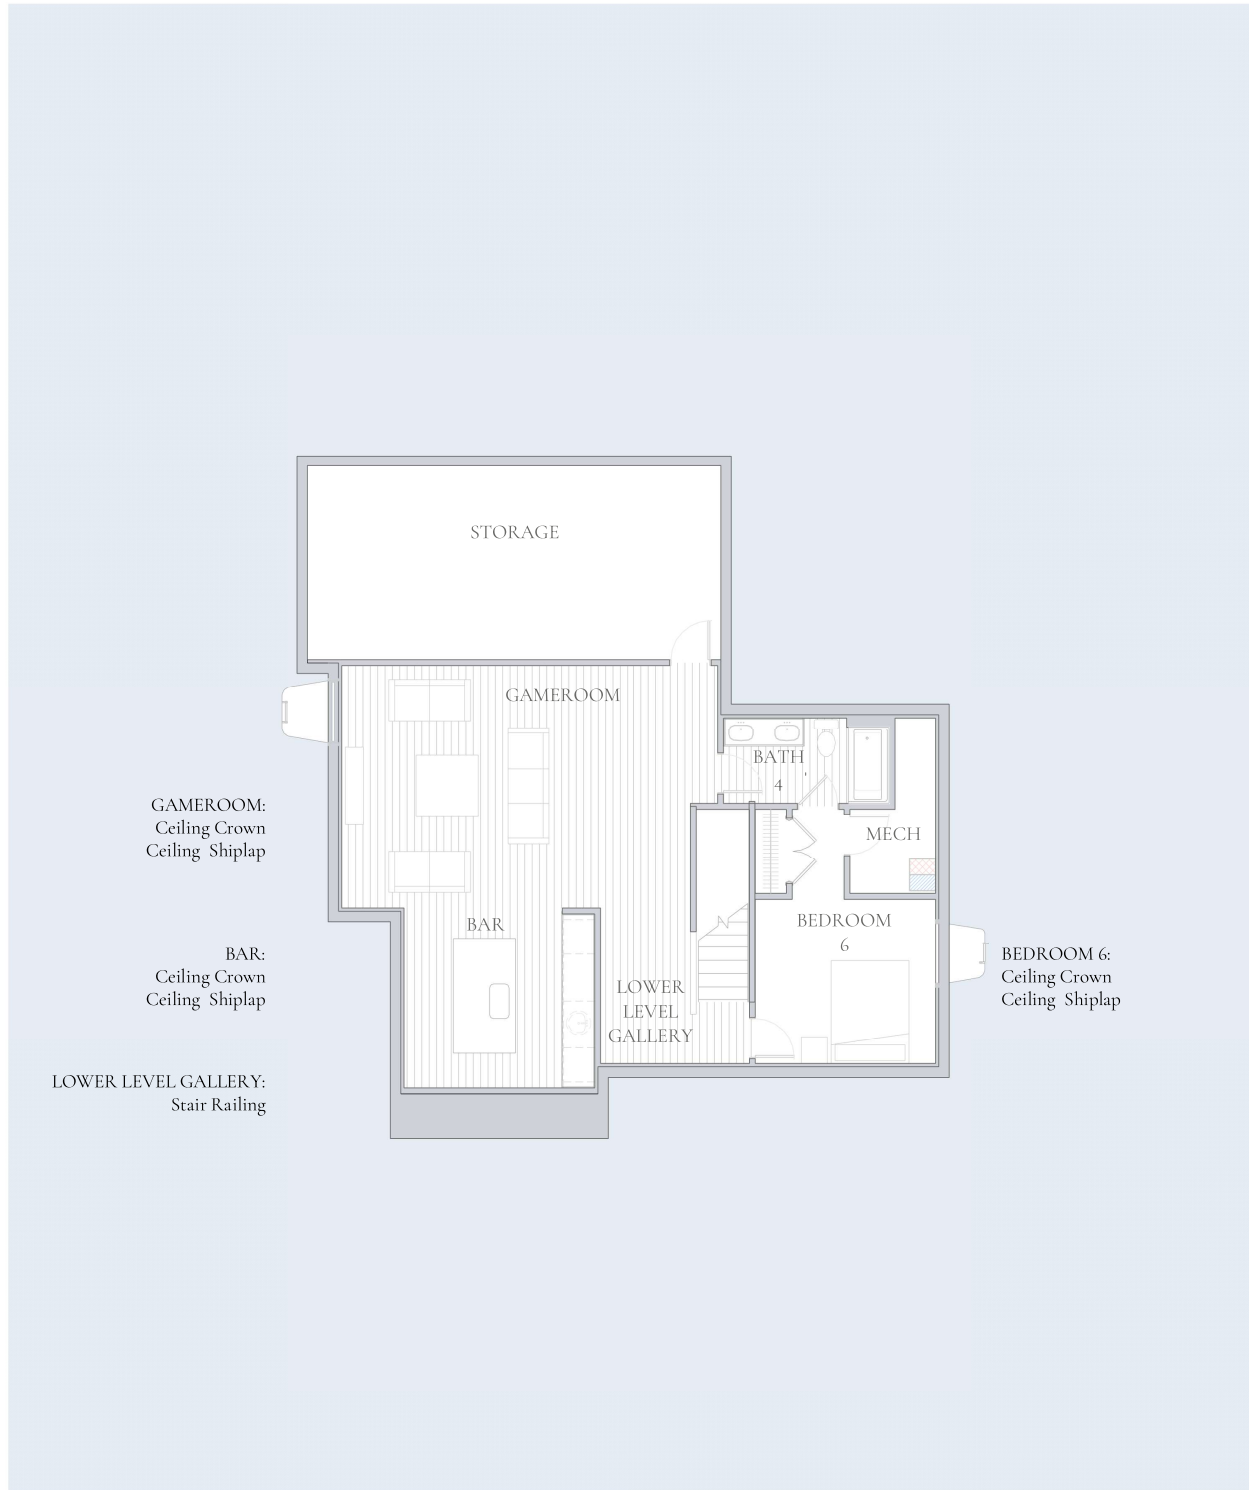 STORAGE
GAMEROOM
BATH
4
GAMEROOM:
Ceiling Crown
Ceiling Shiplap
MECH
BAR
BEDROOM
6
BAR:
Ceiling Crown
Ceiling Shiplap
BEDROOM 6:
Ceiling Crown
Ceiling Shiplap
LOWER
LEVEL
GALLERY
LOWER LEVEL GALLERY:
Stair Railing